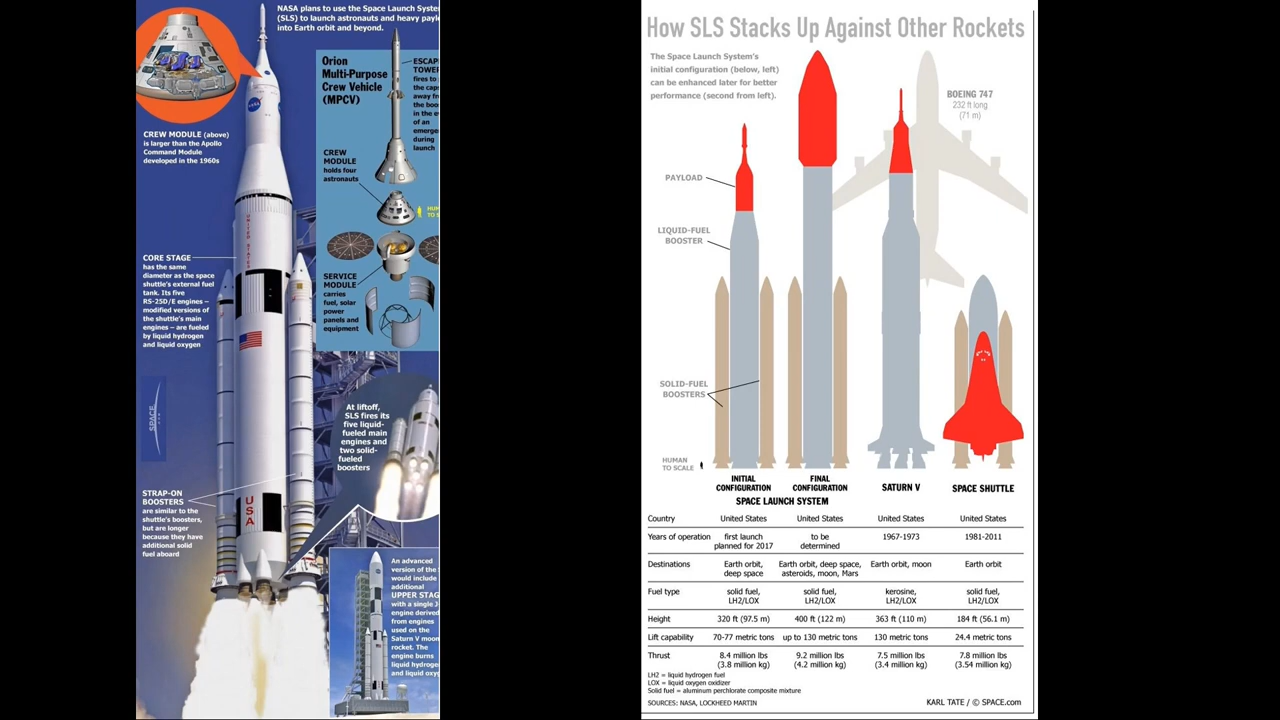 NASA plans to use the Space Launch System
(SLS) to launch astronauts and heavy
into Earth orbit and beyond.
CREW MODULE (above)
is larger than the Apollo
Command Module
developed in the 1960s
Orion
Multi-Purpose
Crew Vehicle
(MPCV)
ESCAP
TOWER
fires to
the cap
away fr
the boo
in the e
of an
emerge
during
launch
CREW
MODULE
holds four
astronauts
HUM
TO S
SERVICE
MODULE
carries
fuel, solar
power
panels and
equipment
CORE STAGE
has the same
diameter as the space
shuttle's external fuel
tank. Its five
RS-25D/E engines –
modified versions of
the shuttle's main
engines – are fueled
by liquid hydrogen
and liquid oxygen
UNITED STATES
SPACE
At liftoff,
SLS fires its
five liquid-
fueled main
engines and
two solid-
fueled
boosters
STRAP-ON
BOOSTERS
are similar to the
shuttle's boosters,
but are longer
because they have
additional solid
fuel aboard
USA
An advanced
version of the
would include
additional
UPPER STAG
with a single J
engine derived
from engines
used on the
Saturn V moon
rocket. The
engine burns
liquid hydroge
and liquid oxyg
How SLS Stacks Up Against Other Rockets
The Space Launch System's
initial configuration (below, left)
can be enhanced later for better
performance (second from left).
BOEING 747
232 ft long
(71 m)
PAYLOAD
LIQUID-FUEL
BOOSTER
SOLID-FUEL
BOOSTERS
HUMAN
TO SCALE
INITIAL CONFIGURATION FINAL CONFIGURATION SATURN V SPACE SHUTTLE
SPACE LAUNCH SYSTEM
Country United States United States United States United States
Years of operation first launch planned for 2017 to be determined 1967-1973 1981-2011
Destinations Earth orbit, deep space Earth orbit, deep space, asteroids, moon, Mars Earth orbit, moon Earth orbit
Fuel type solid fuel, LH2/LOX solid fuel, LH2/LOX kerosine, LH2/LOX solid fuel, LH2/LOX
Height 320 ft (97.5 m) 400 ft (122 m) 363 ft (110 m) 184 ft (56.1 m)
Lift capability 70-77 metric tons up to 130 metric tons 130 metric tons 24.4 metric tons
Thrust 8.4 million lbs (3.8 million kg) 9.2 million lbs (4.2 million kg) 7.5 million lbs (3.4 million kg) 7.8 million lbs (3.54 million kg)
LH2 = liquid hydrogen fuel
LOX = liquid oxygen oxidizer
Solid fuel = aluminum perchlorate composite mixture
SOURCES: NASA, LOCKHEED MARTIN
KARL TATE / © SPACE.com